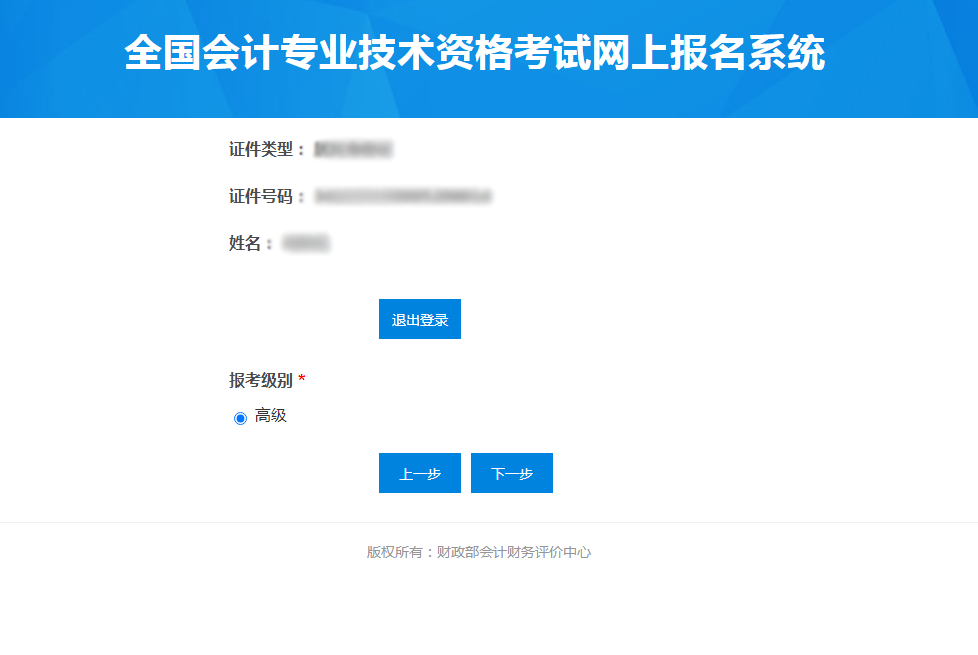 全国会计专业技术资格考试网上报名系统
证件类型：
证件号码：
姓名：
退出登录
报考级别 *
高级
上一步 下一步
版权所有：财政部会计财务评价中心